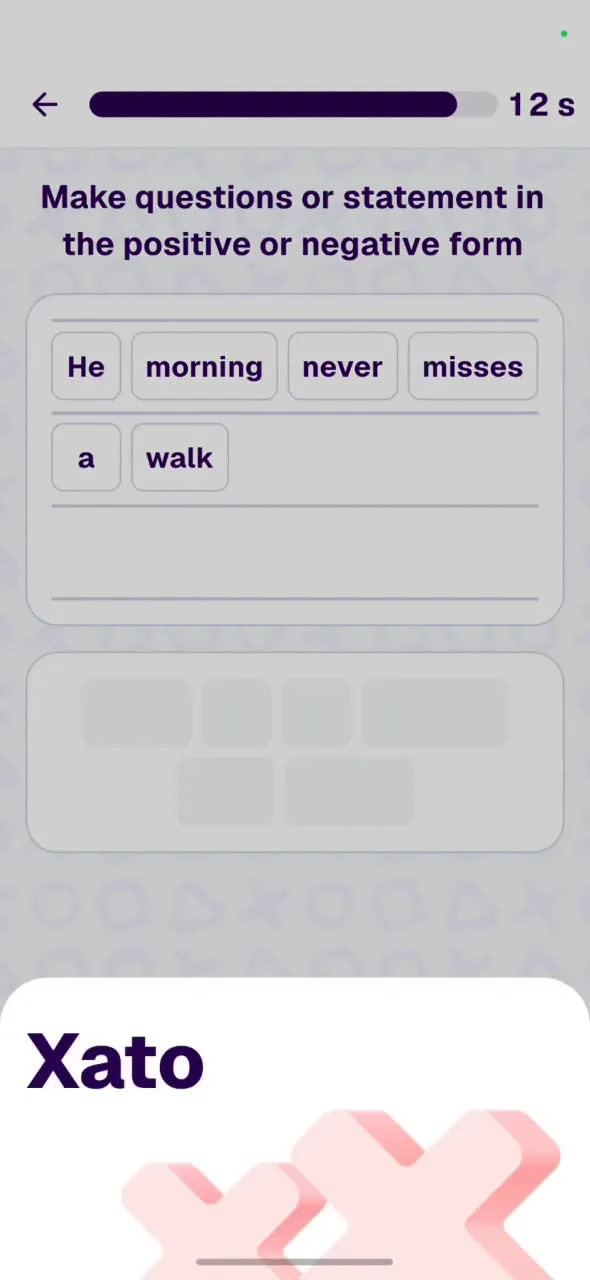 12 s
Make questions or statement in
the positive or negative form
He morning never misses
a walk
Xato